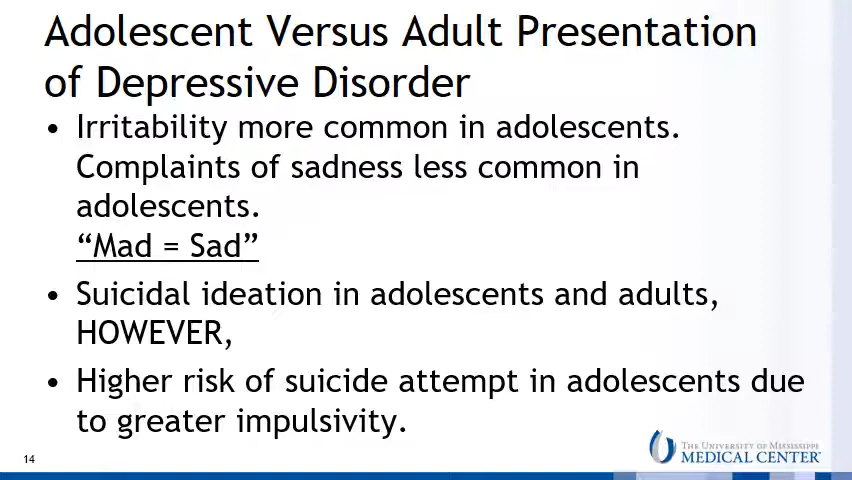 Adolescent Versus Adult Presentation
of Depressive Disorder
• Irritability more common in adolescents.
Complaints of sadness less common in
adolescents.
“Mad = Sad”
• Suicidal ideation in adolescents and adults,
HOWEVER,
• Higher risk of suicide attempt in adolescents due
to greater impulsivity.
14
THE UNIVERSITY OF MISSISSIPPI
MEDICAL CENTER